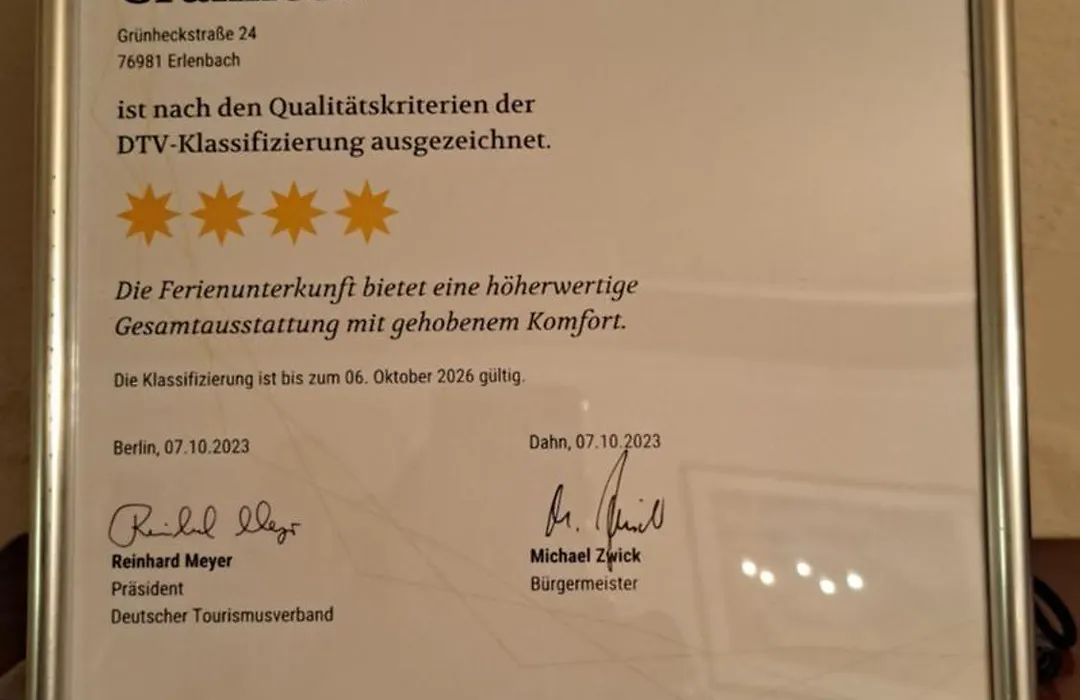 Grünheckstraße 24
76981 Erlenbach
ist nach den Qualitätskriterien der
DTV-Klassifizierung ausgezeichnet.
Die Ferienunterkunft bietet eine höherwertige
Gesamtausstattung mit gehobenem Komfort.
Die Klassifizierung ist bis zum 06. Oktober 2026 gültig.
Berlin, 07.10.2023
Dahn, 07.10.2023
Reinhard Meyer
Präsident
Deutscher Tourismusverband
Michael Zwick
Bürgermeister